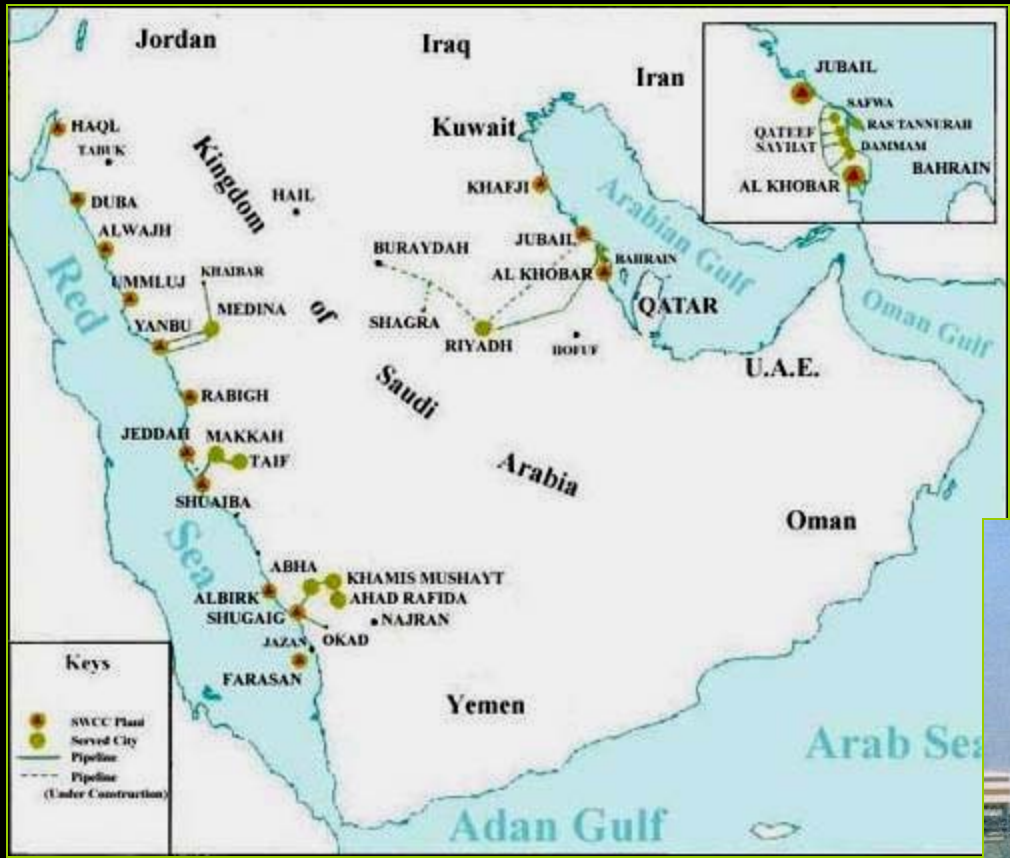 Jordan
Iraq
Iran
Kuwait
Kingdom
of
Saudi
Arabia
JUBAIL
SAFWA
RAS TANNURAH
QATEEF
SAYHAT
DAMMAM
BAHRAIN
AL KHOBAR
HAQL
TABUK
DUBA
HAIL
ALWAJH
KHAFJI
Arabian Gulf
BURAYDAH
JUBAIL
UMMLUJ
KHAIBAR
AL KHOBAR
BAHRAIN
Red
Sea
MEDINA
YANBU
SHAGRA
RIYADH
HOFUF
QATAR
Oman Gulf
U.A.E.
RABIGH
JEDDAH
MAKKAH
TAIF
SHUAIBA
Oman
ABHA
KHAMIS MUSHAYT
ALBIRK
AHAD RAFIDA
SHUGAIG
NAJRAN
OKAD
JAZAN
FARASAN
Yemen
Arab Sea
Adan Gulf
Keys
SWCC Plant
Served City
Pipeline
Pipeline
(Under Construction)